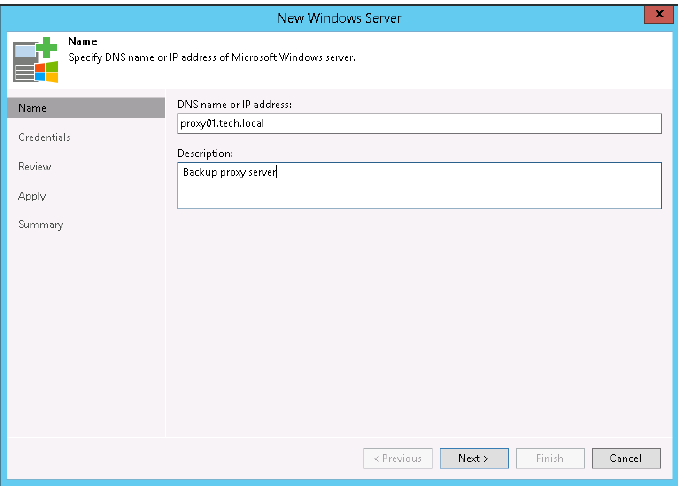 New Windows Server
x
Name
Specify DNS name or IP address of Microsoft Windows server.
Name
Credentials
Review
Apply
Summary
DNS name or IP address:
proxy01.tech.local
Description:
Backup proxy server
< Previous
Next >
Finish
Cancel